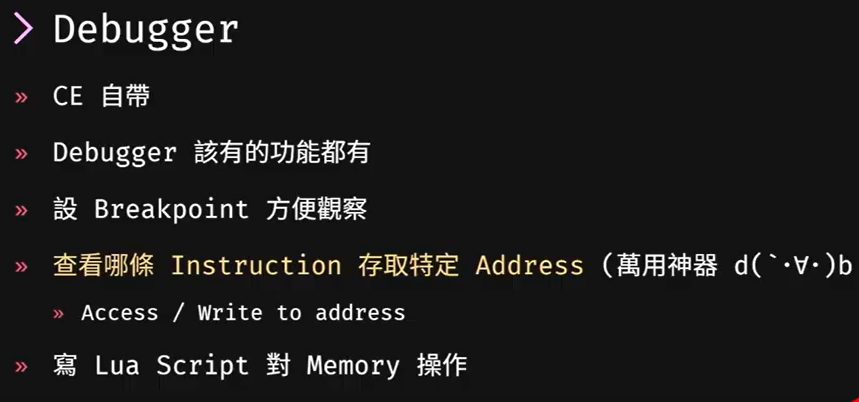 > Debugger
» CE 自帶
» Debugger 該有的功能都有
» 設 Breakpoint 方便觀察
» 查看哪條 Instruction 存取特定 Address (萬用神器 d(`･∀･)b
» Access / Write to address
» 寫 Lua Script 對 Memory 操作